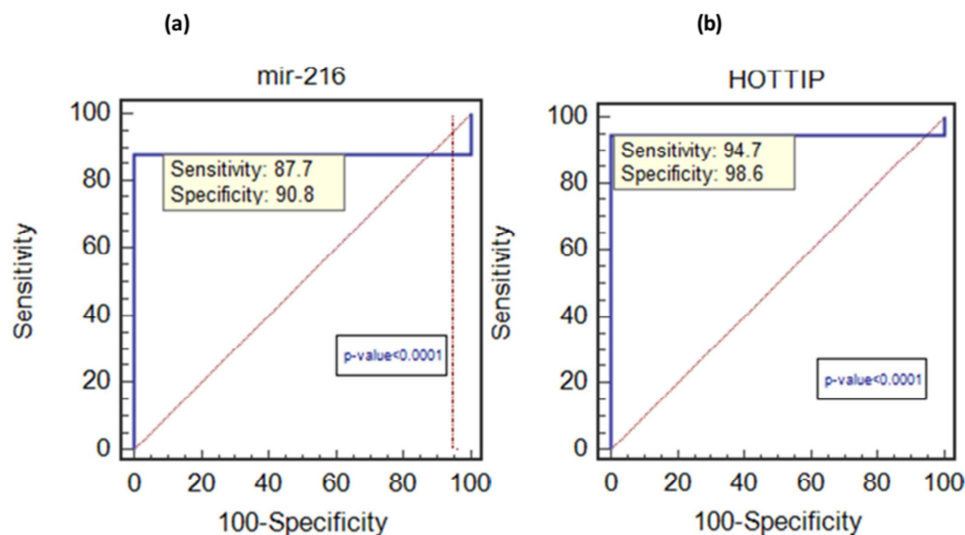 (a)
mir-216
100
80
60
40
20
0
Sensitivity
Sensitivity: 87.7
Specificity: 90.8
p-value<0.0001
0 20 40 60 80 100
100-Specificity
(b)
HOTTIP
100
80
60
40
20
0
Sensitivity
Sensitivity: 94.7
Specificity: 98.6
p-value<0.0001
0 20 40 60 80 100
100-Specificity